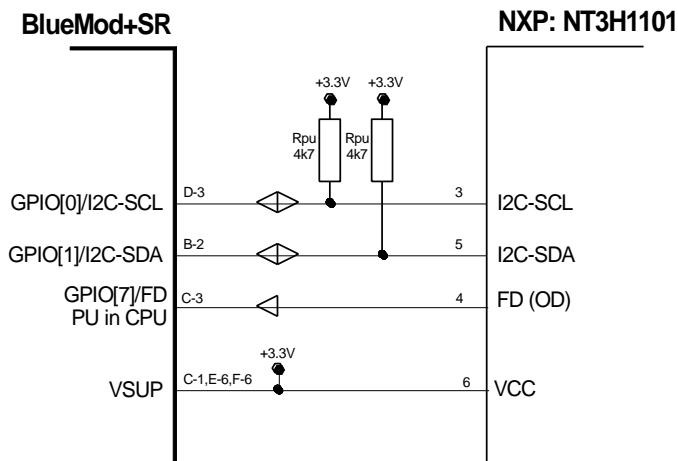 BlueMod+SR
NXP: NT3H1101
+3.3V +3.3V
Rpu
4k7
Rpu
4k7
GPIO[0]/I2C-SCL D-3 3 I2C-SCL
GPIO[1]/I2C-SDA B-2 5 I2C-SDA
GPIO[7]/FD
PU in CPU
C-3 4 FD (OD)
+3.3V
VSUP C-1,E-6,F-6 6 VCC